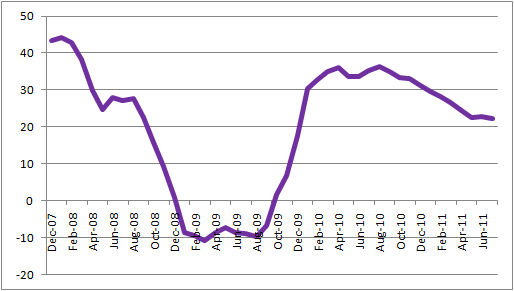 50
40
30
20
10
0
-10
-20
Dec-07
Feb-08
Apr-08
Jun-08
Aug-08
Oct-08
Dec-08
Feb-09
Apr-09
Jun-09
Aug-09
Oct-09
Dec-09
Feb-10
Apr-10
Jun-10
Aug-10
Oct-10
Dec-10
Feb-11
Apr-11
Jun-11